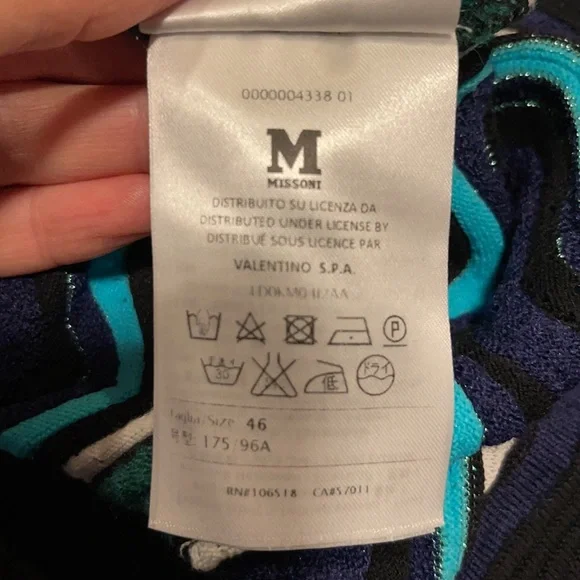 0000004338 01
M
MISSONI
DISTRIBUITO SU LICENZA DA
DISTRIBUTED UNDER LICENSE BY
DISTRIBUÉ SOUS LICENCE PAR
VALENTINO S.P.A.
P
30 低 ドライ
Taglia/Size 46
175/96A
RN#106518 CA#57011